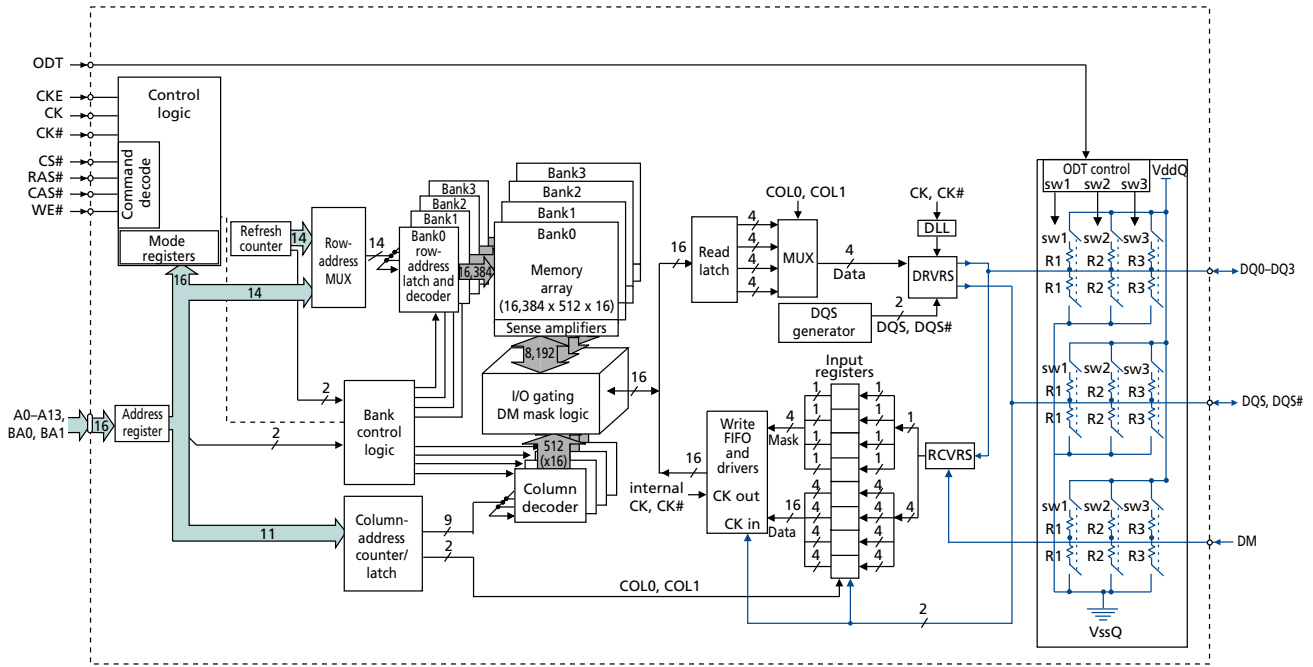 ODT
CKE
CK
CK#
CS#
RAS#
CAS#
WE#
Control
logic
Command
decode
Mode
registers
16
Refresh
counter
14
14
Row-
address
MUX
14
Bank3
Bank2
Bank1
Bank0
row-
address
latch and
decoder
16,384
Bank3
Bank2
Bank1
Bank0
Memory
array
(16,384 x 512 x 16)
Sense amplifiers
8,192
I/O gating
DM mask logic
16
512
(x16)
Column
decoder
A0–A13,
BA0, BA1
16
Address
register
2
2
Bank
control
logic
11
Column-
address
counter/
latch
9
2
COL0, COL1
16
Read
latch
4
4
4
4
COL0, COL1
MUX
4
Data
CK, CK#
DLL
DRVRS
DQS
generator
2
DQS, DQS#
Input
registers
1
1
1
1
1
1
1
1
4
4
4
4
4
4
4
4
1
4
RCVRS
4
Mask
16
Data
16
Write
FIFO
and
drivers
CK out
CK in
internal
CK, CK#
2
ODT control
VddQ
sw1 sw2 sw3
sw1 sw2 sw3
R1 R2 R3
R1 R2 R3
sw1 sw2 sw3
R1 R2 R3
R1 R2 R3
sw1 sw2 sw3
R1 R2 R3
R1 R2 R3
VssQ
DQ0–DQ3
DQS, DQS#
DM